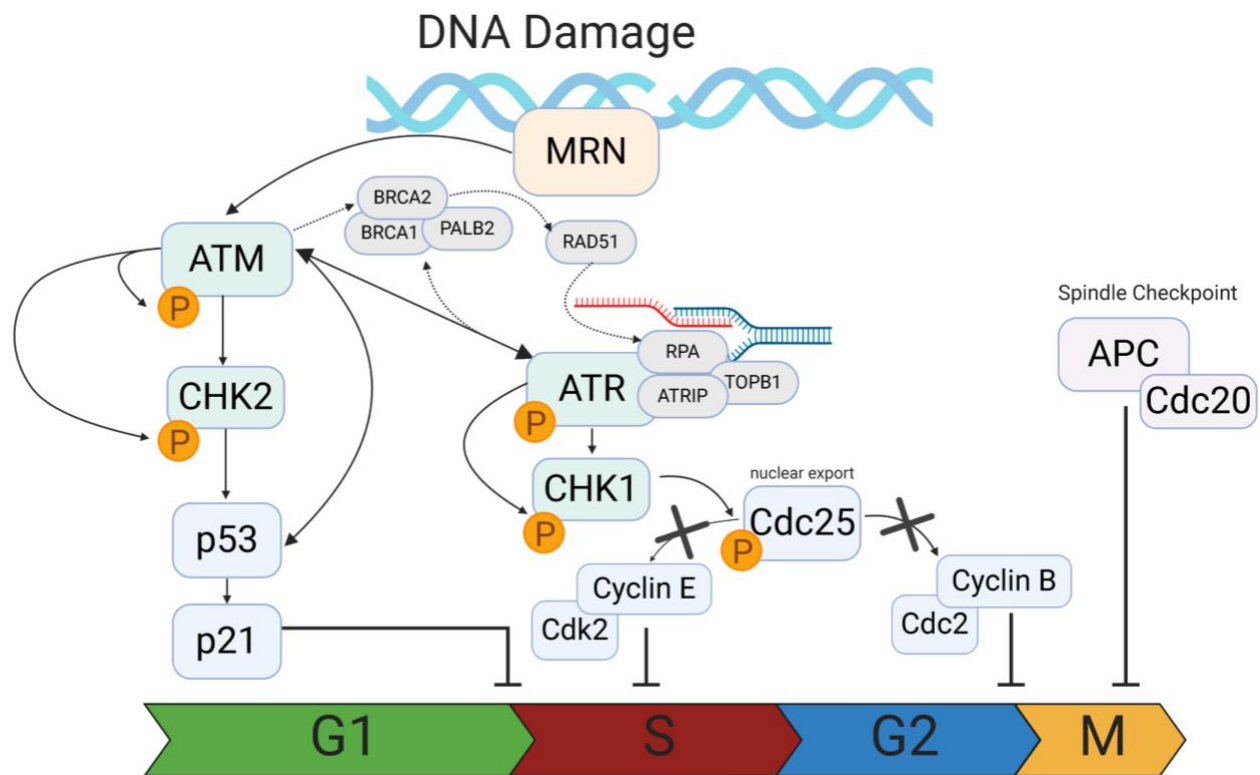 DNA Damage
MRN
BRCA2
BRCA1
PALB2
RAD51
ATM
P
CHK2
P
p53
p21
RPA
ATR
ATRIP
TOPB1
P
CHK1
P
nuclear export
Cdc25
P
Cyclin E
Cdk2
Cyclin B
Cdc2
Spindle Checkpoint
APC
Cdc20
G1
S
G2
M